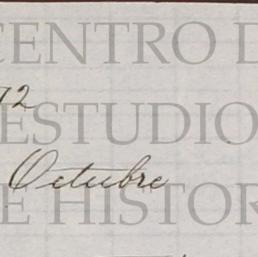 CENTRO D
72
ESTUDIO
Octubre
E HISTOR